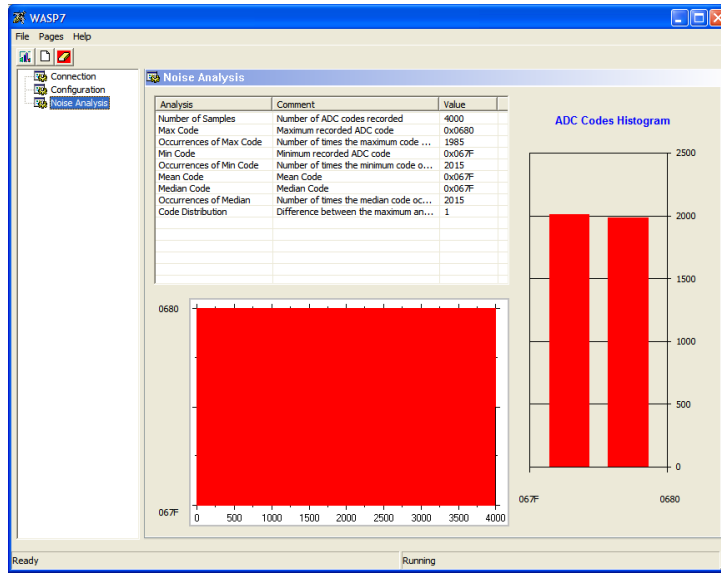 WASP7
File Pages Help
Connection
Configuration
Noise Analysis
Noise Analysis
Analysis Comment Value
Number of Samples Number of ADC codes recorded 4000
Max Code Maximum recorded ADC code 0x0680
Occurrences of Max Code Number of times the maximum code ... 1985
Min Code Minimum recorded ADC code 0x067F
Occurrences of Min Code Number of times the minimum code o... 2015
Mean Code Mean Code 0x067F
Median Code Median Code 0x067F
Occurrences of Median Number of times the median code oc... 2015
Code Distribution Difference between the maximum an... 1
ADC Codes Histogram
2500
2000
1500
1000
500
0
067F 0680
0680
067F
0 500 1000 1500 2000 2500 3000 3500 4000
Ready Running